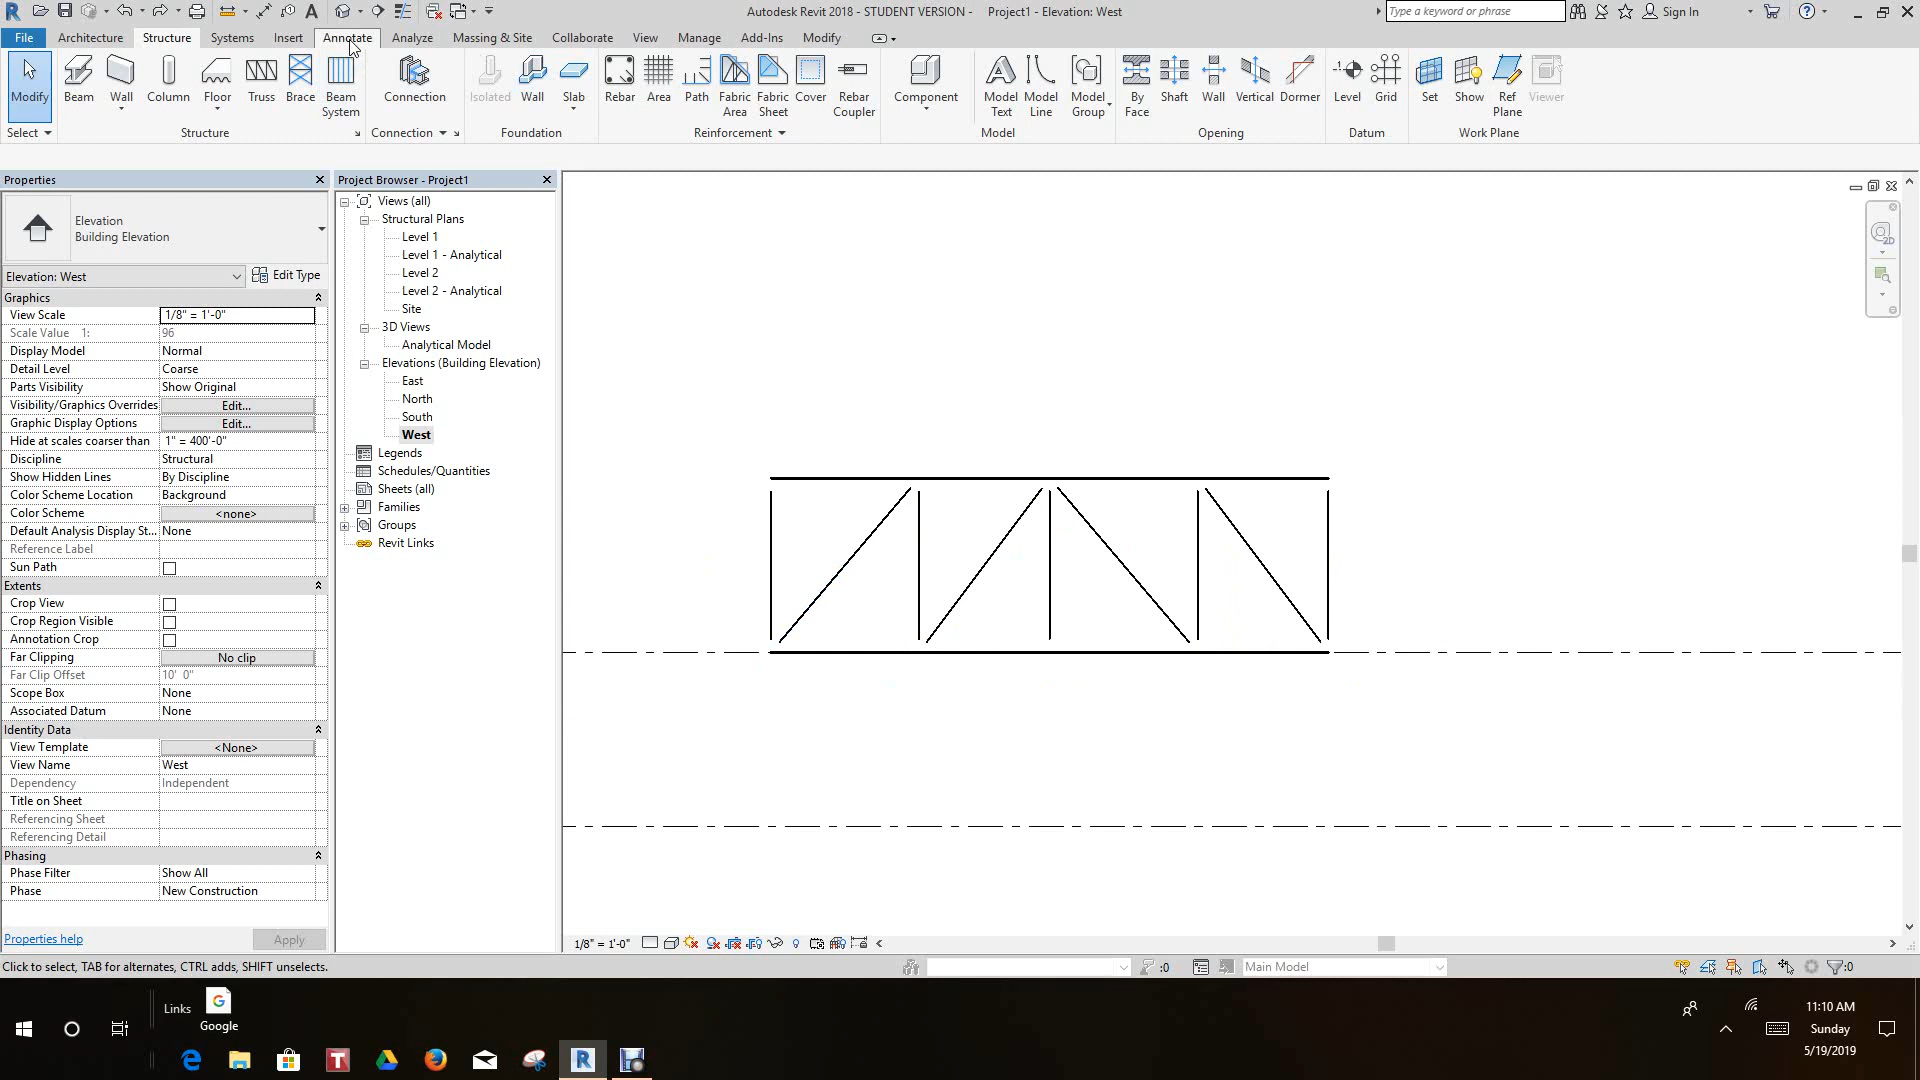 Autodesk Revit 2018 - STUDENT VERSION - Project1 - Elevation: West
Type a keyword or phrase
Sign In
File Architecture Structure Systems Insert Annotate Analyze Massing & Site Collaborate View Manage Add-Ins Modify
Modify Beam Wall Column Floor Truss Brace Beam System Connection Isolated Wall Slab Rebar Area Path Fabric Area Fabric Sheet Cover Rebar Coupler Component Model Text Model Line Model Group By Face Shaft Wall Vertical Dormer Level Grid Set Show Ref Plane Viewer
Select Structure Connection Foundation Reinforcement Model Opening Datum Work Plane
Properties
Elevation
Building Elevation
Elevation: West Edit Type
Graphics
View Scale 1/8" = 1'-0"
Scale Value 1: 96
Display Model Normal
Detail Level Coarse
Parts Visibility Show Original
Visibility/Graphics Overrides Edit...
Graphic Display Options Edit...
Hide at scales coarser than 1" = 400'-0"
Discipline Structural
Show Hidden Lines By Discipline
Color Scheme Location Background
Color Scheme <none>
Default Analysis Display St... None
Reference Label
Sun Path
Extents
Crop View
Crop Region Visible
Annotation Crop
Far Clipping No clip
Far Clip Offset 10' 0"
Scope Box None
Associated Datum None
Identity Data
View Template <None>
View Name West
Dependency Independent
Title on Sheet
Referencing Sheet
Referencing Detail
Phasing
Phase Filter Show All
Phase New Construction
Properties help Apply
Project Browser - Project1
Views (all)
Structural Plans
Level 1
Level 1 - Analytical
Level 2
Level 2 - Analytical
Site
3D Views
Analytical Model
Elevations (Building Elevation)
East
North
South
West
Legends
Schedules/Quantities
Sheets (all)
Families
Groups
Revit Links
2D
1/8" = 1'-0"
Click to select, TAB for alternates, CTRL adds, SHIFT unselects.
:0
Main Model
:0
Links
Google
11:10 AM
Sunday
5/19/2019